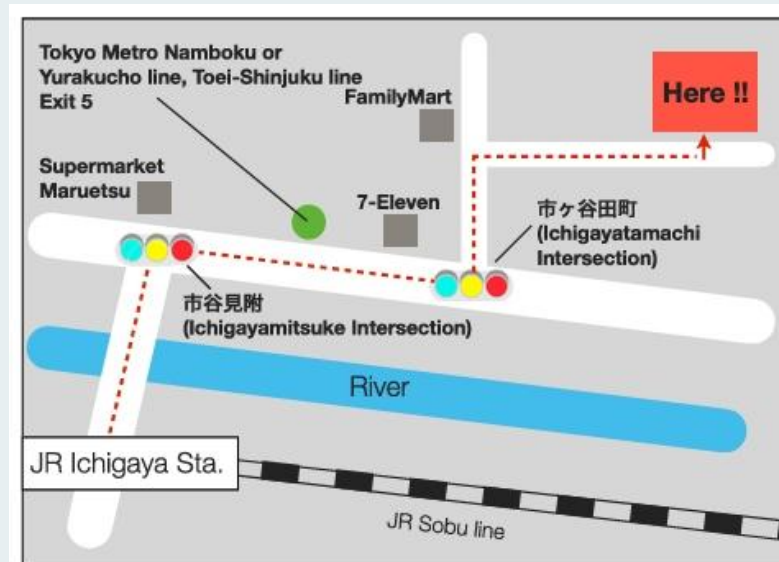 Tokyo Metro Namboku or
Yurakucho line, Toei-Shinjuku line
Exit 5
FamilyMart
Here !!
Supermarket
Maruetsu
7-Eleven
市ヶ谷田町
(Ichigayatamachi
Intersection)
市谷見附
(Ichigayamitsuke Intersection)
River
JR Ichigaya Sta.
JR Sobu line